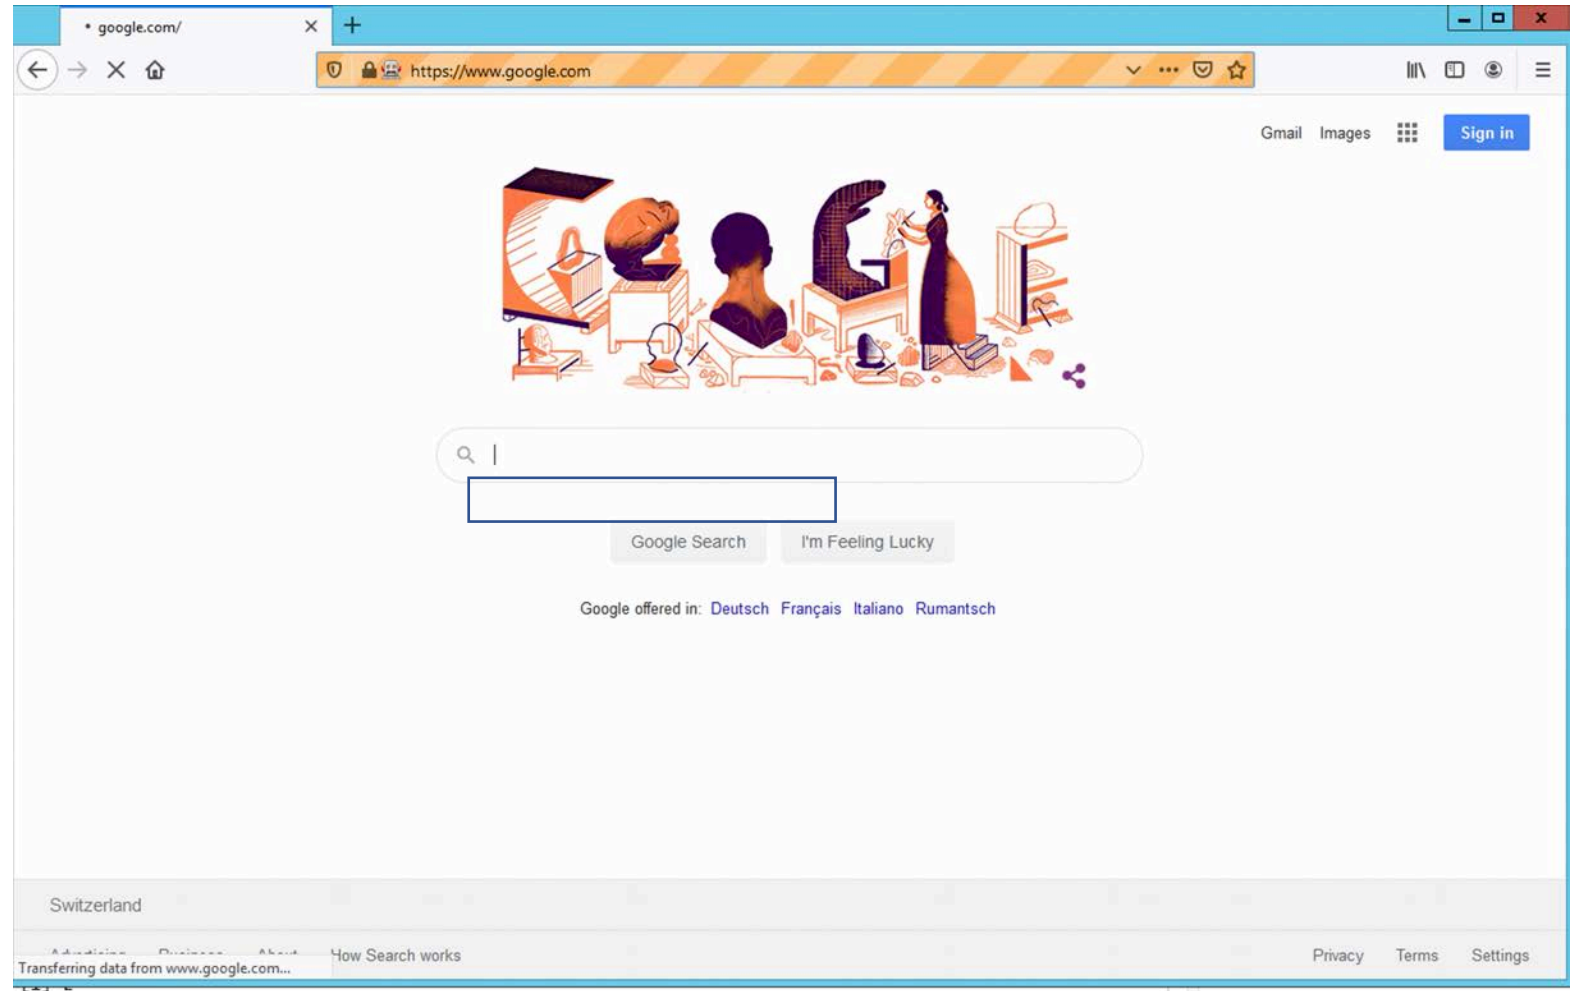 google.com/
https://www.google.com
Gmail Images
Sign in
Google Search
I'm Feeling Lucky
Google offered in: Deutsch Français Italiano Rumantsch
Switzerland
How Search works
Privacy Terms Settings
Transferring data from www.google.com...